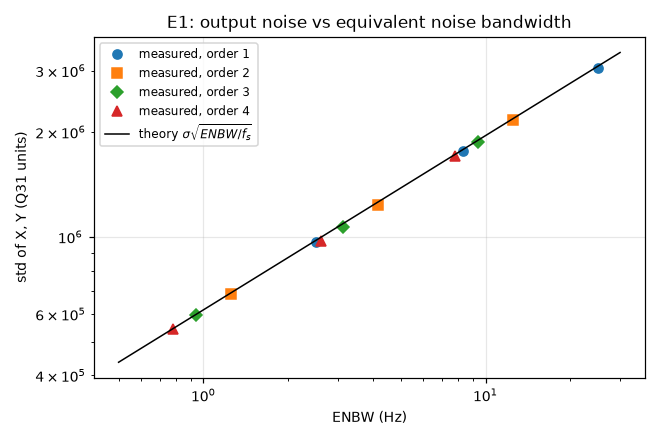 E1: output noise vs equivalent noise bandwidth
measured, order 1
measured, order 2
measured, order 3
measured, order 4
theory σ√ENBW/fₛ
std of X, Y (Q31 units)
3 × 10⁶
2 × 10⁶
10⁶
6 × 10⁵
4 × 10⁵
10⁰ 10¹
ENBW (Hz)